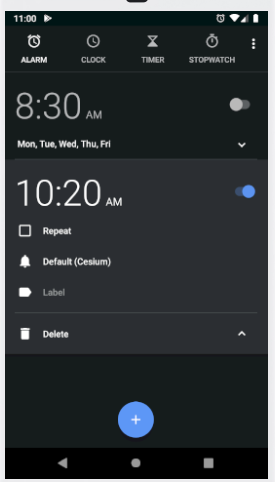 11:00
ALARM CLOCK TIMER STOPWATCH
8:30 AM
Mon, Tue, Wed, Thu, Fri
10:20 AM
Repeat
Default (Cesium)
Label
Delete